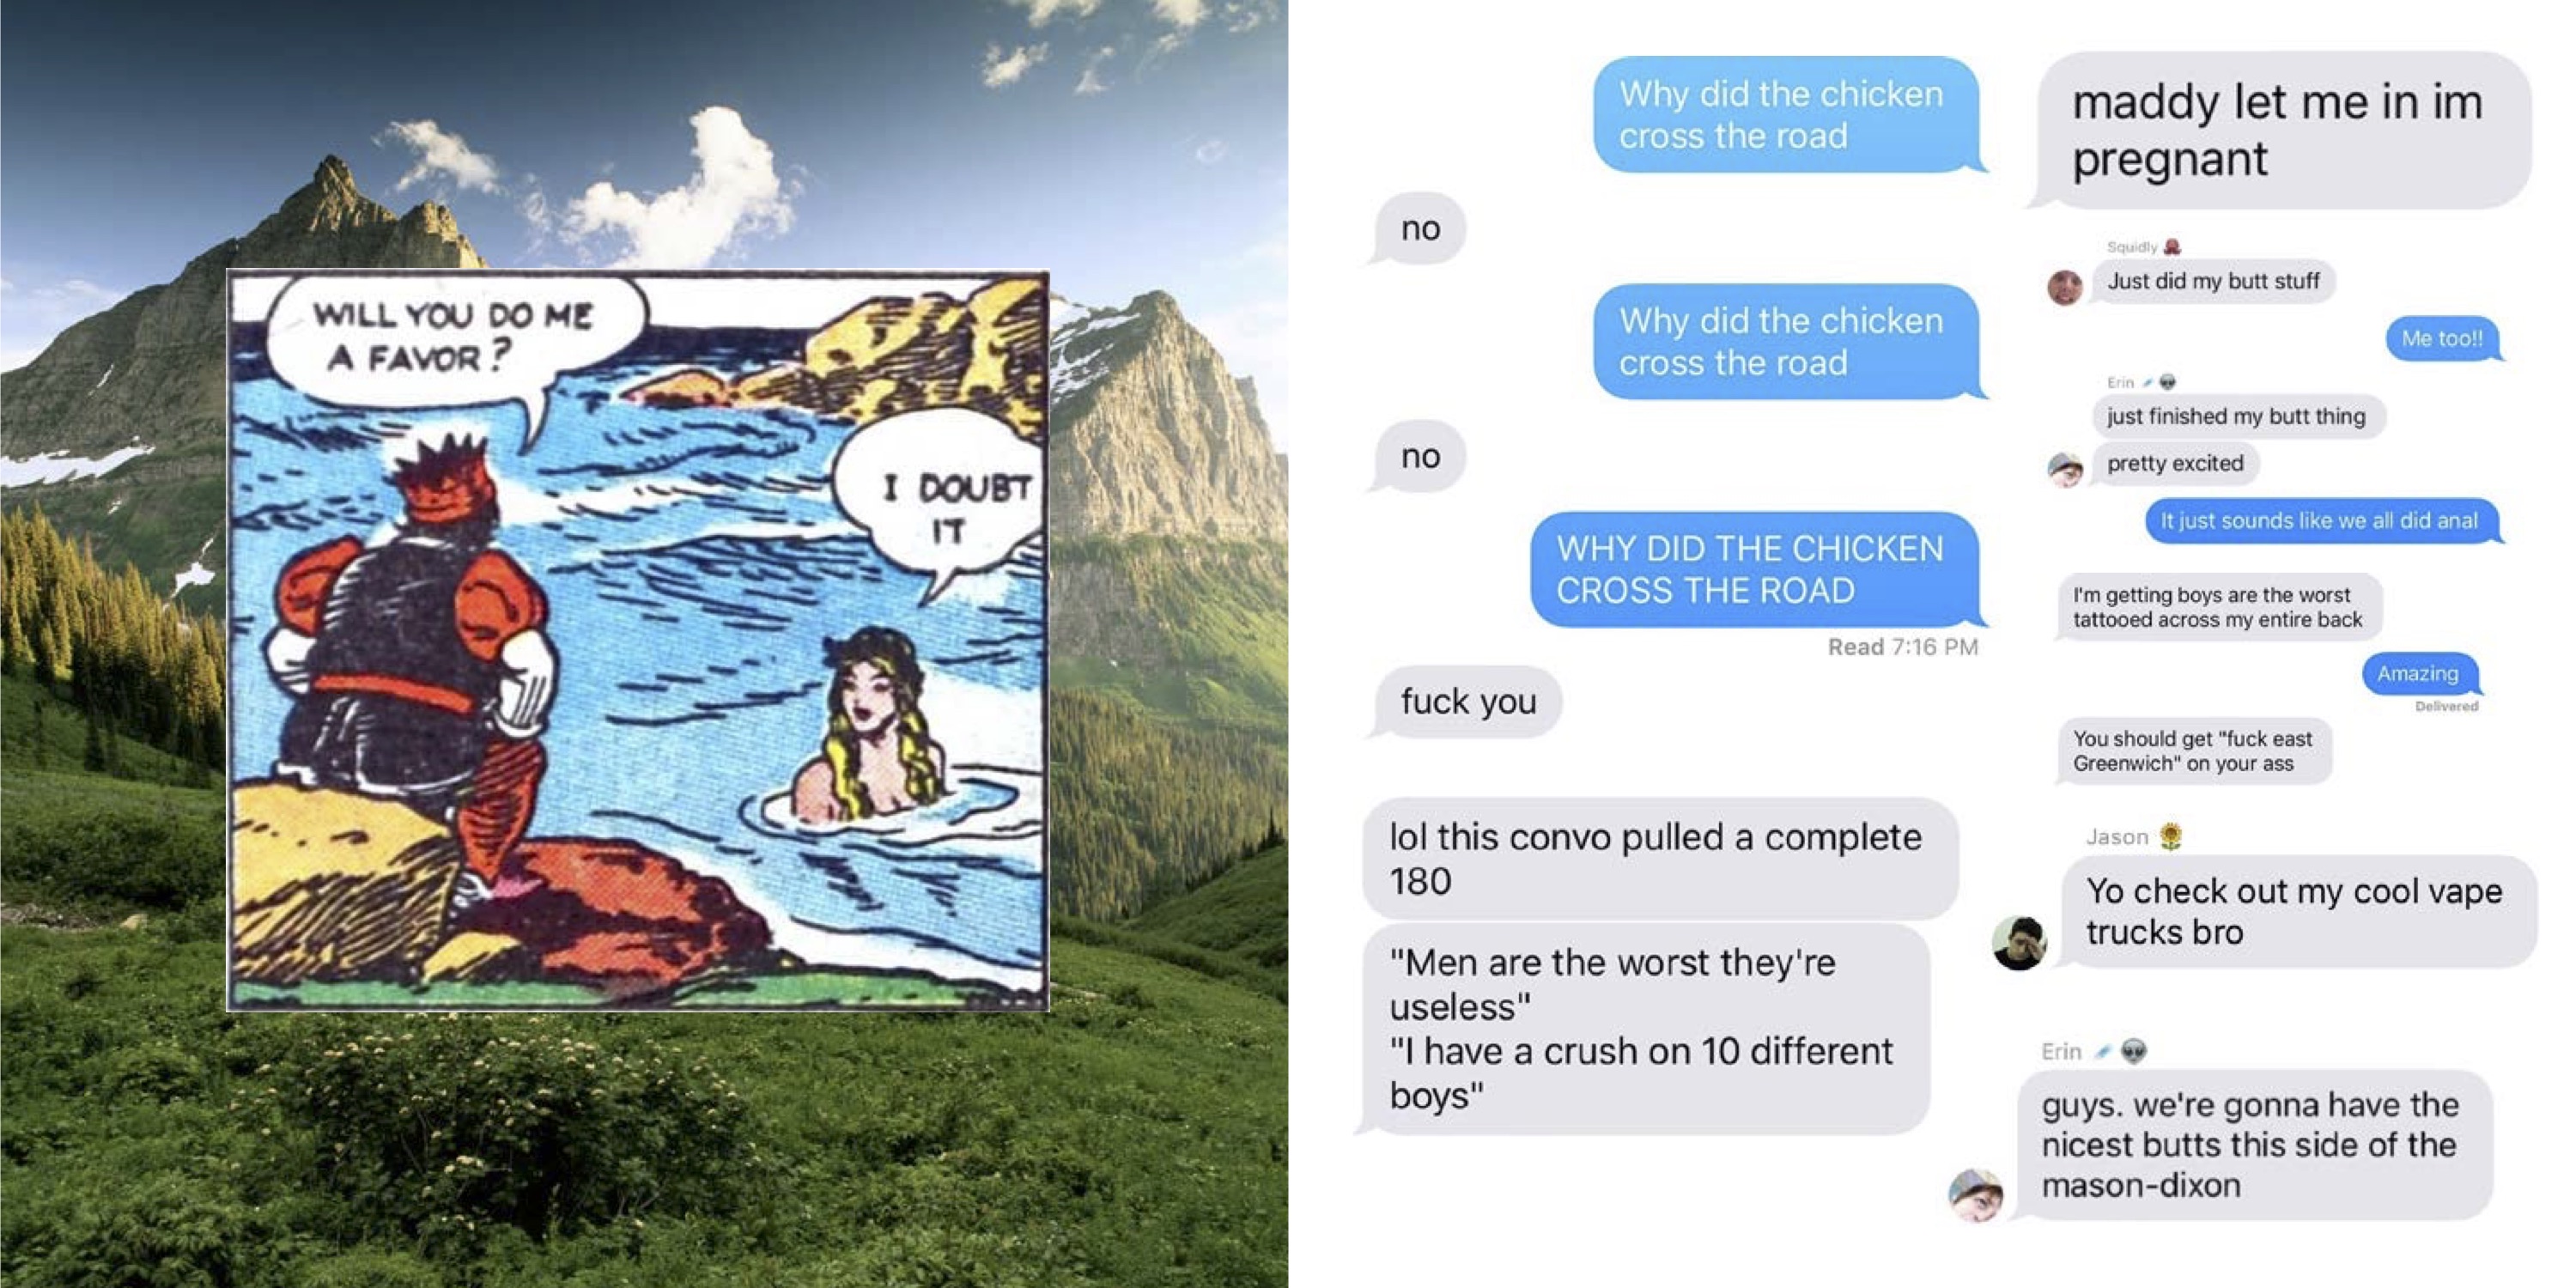 WILL YOU DO ME
A FAVOR?
I DOUBT
IT
Why did the chicken
cross the road
no
Why did the chicken
cross the road
no
WHY DID THE CHICKEN
CROSS THE ROAD
Read 7:16 PM
fuck you
lol this convo pulled a complete
180
"Men are the worst they're
useless"
"I have a crush on 10 different
boys"
maddy let me in im
pregnant
Squidly
Just did my butt stuff
Me too!!
Erin
just finished my butt thing
pretty excited
It just sounds like we all did anal
I'm getting boys are the worst
tattooed across my entire back
Amazing
Delivered
You should get "fuck east
Greenwich" on your ass
Jason
Yo check out my cool vape
trucks bro
Erin
guys. we're gonna have the
nicest butts this side of the
mason-dixon